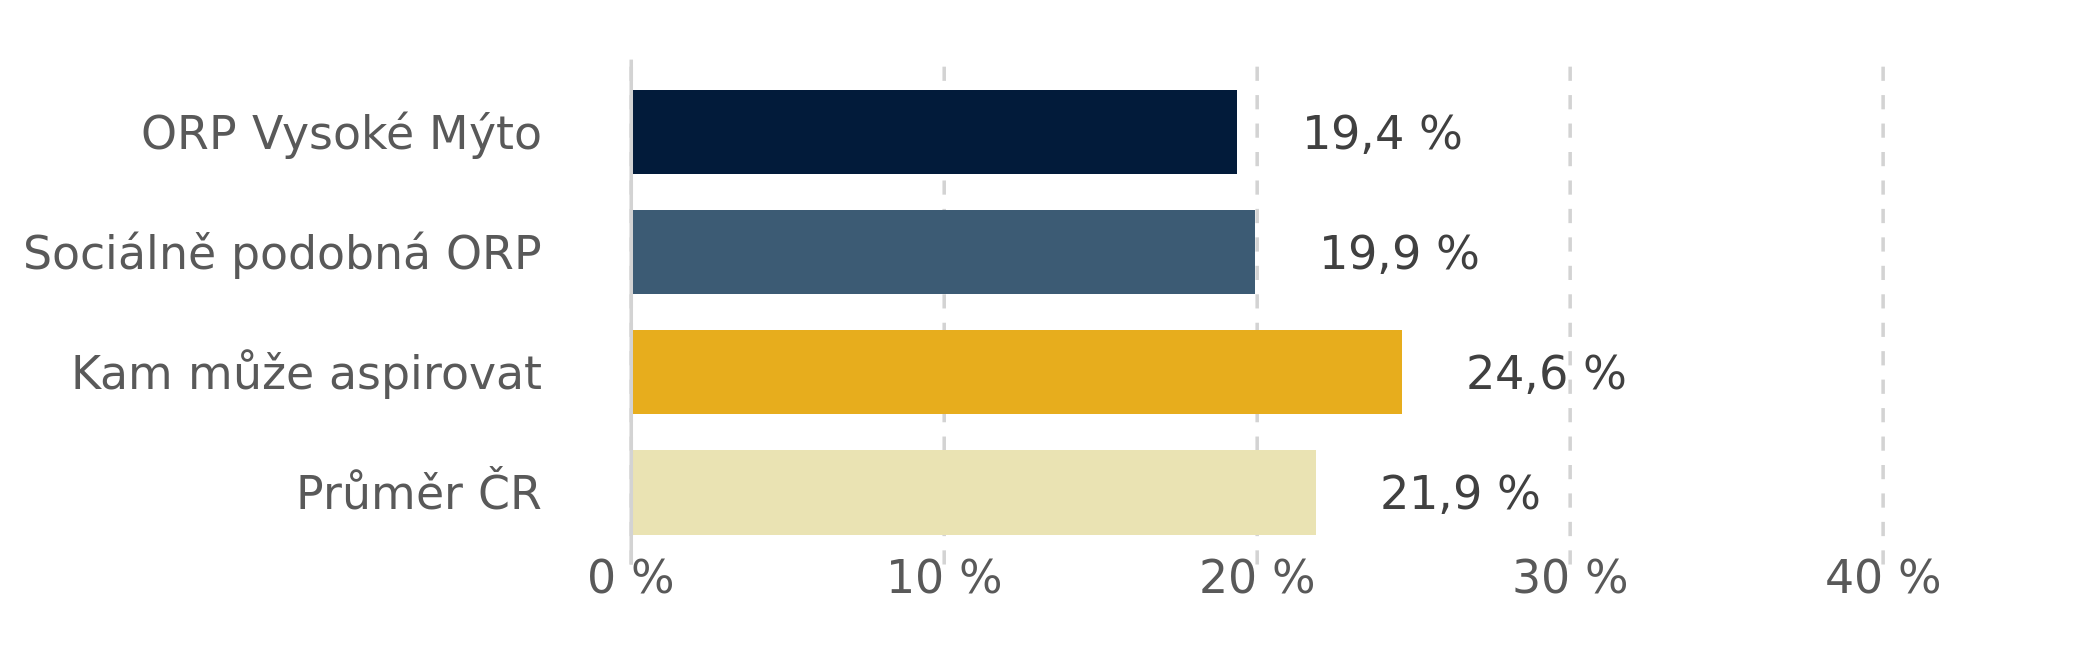 ORP Vysoké Mýto 19,4 %
Sociálně podobná ORP 19,9 %
Kam může aspirovat 24,6 %
Průměr ČR 21,9 %
0 % 10 % 20 % 30 % 40 %